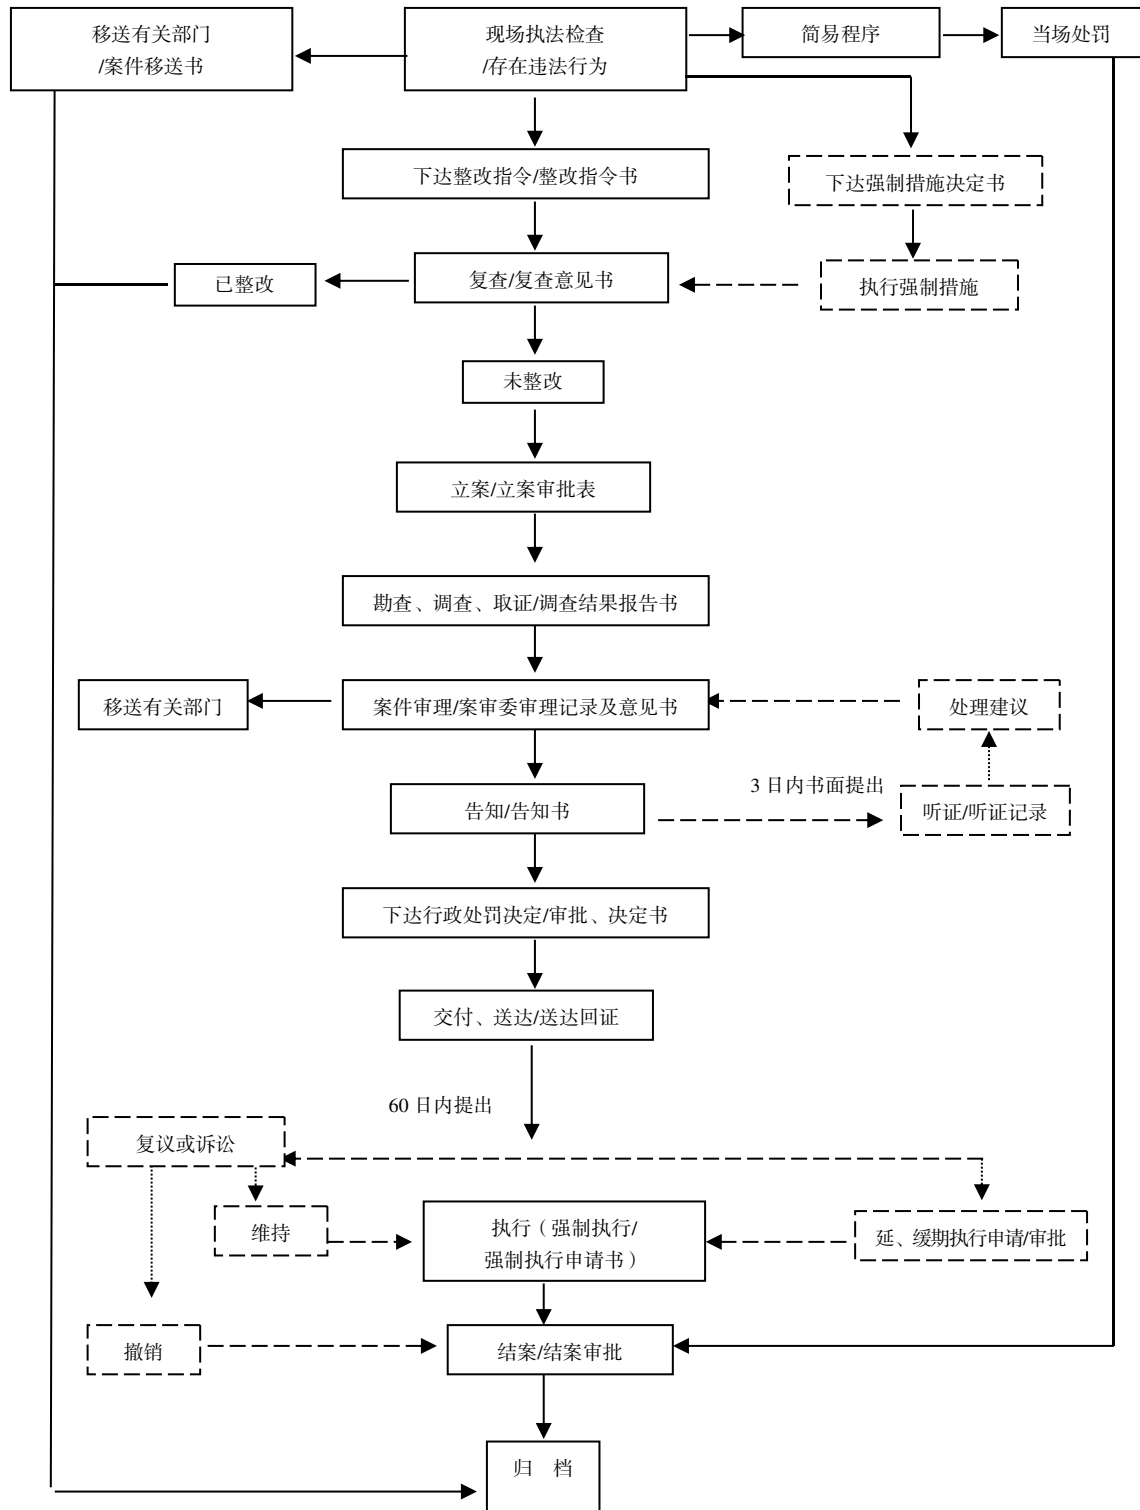 移送有关部门
/案件移送书
现场执法检查
/存在违法行为
简易程序
当场处罚
下达整改指令/整改指令书
下达强制措施决定书
已整改
复查/复查意见书
执行强制措施
未整改
立案/立案审批表
勘查、调查、取证/调查结果报告书
移送有关部门
案件审理/案审委审理记录及意见书
处理建议
3 日内书面提出
告知/告知书
听证/听证记录
下达行政处罚决定/审批、决定书
交付、送达/送达回证
60 日内提出
复议或诉讼
维持
执行（强制执行/
强制执行申请书）
延、缓期执行申请/审批
撤销
结案/结案审批
归 档